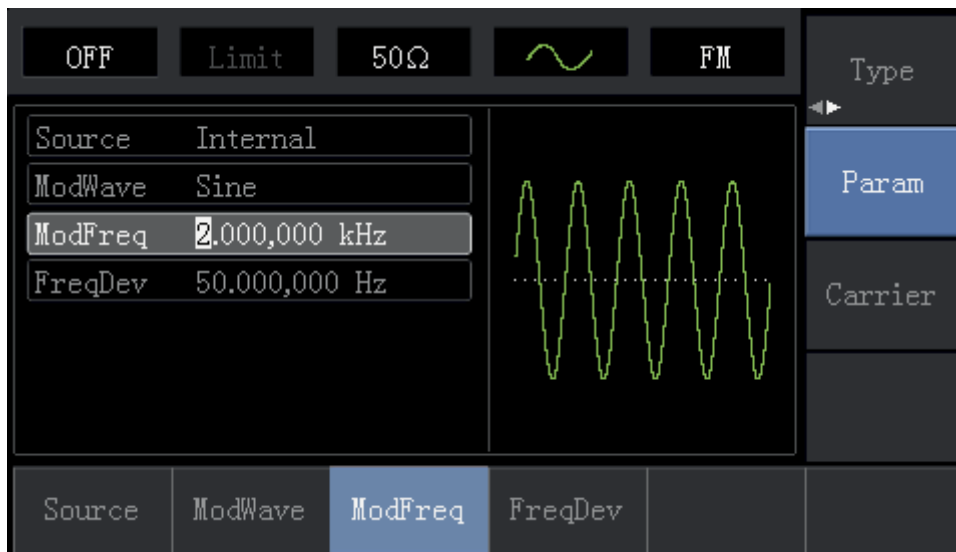 OFF Limit 50Ω FM
Type
Source Internal
ModWave Sine
ModFreq 2.000,000 kHz
FreqDev 50.000,000 Hz
Param
Carrier
Source ModWave ModFreq FreqDev